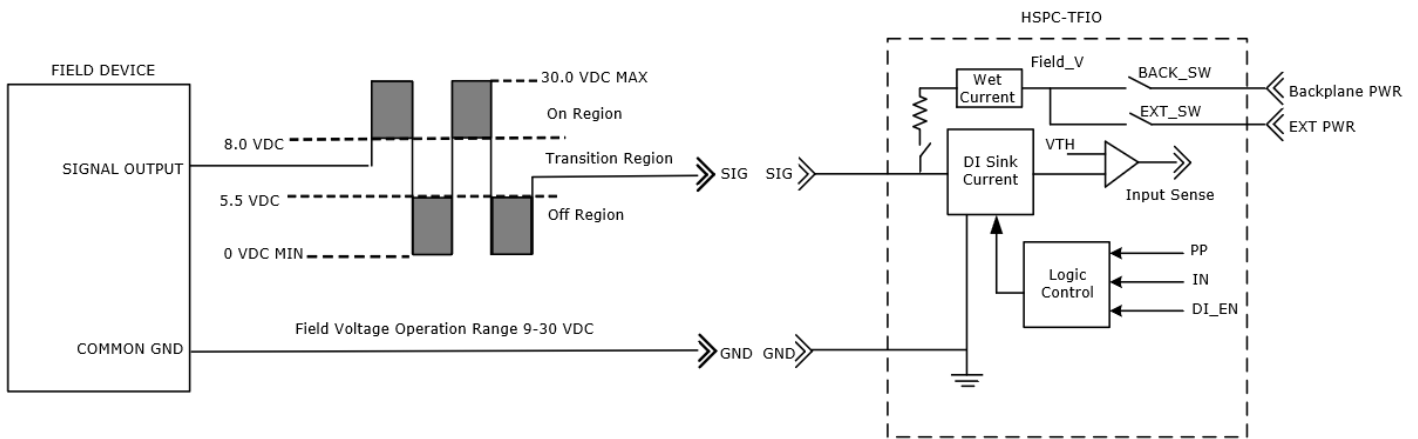 HSPC-TFIO
FIELD DEVICE
30.0 VDC MAX
Field_V
BACK_SW
Wet
Current
Backplane PWR
On Region
EXT_SW
EXT PWR
8.0 VDC
VTH
SIGNAL OUTPUT
Transition Region
SIG
SIG
DI Sink
Current
Input Sense
5.5 VDC
Off Region
0 VDC MIN
PP
Logic
Control
IN
DI_EN
Field Voltage Operation Range 9-30 VDC
COMMON GND
GND
GND